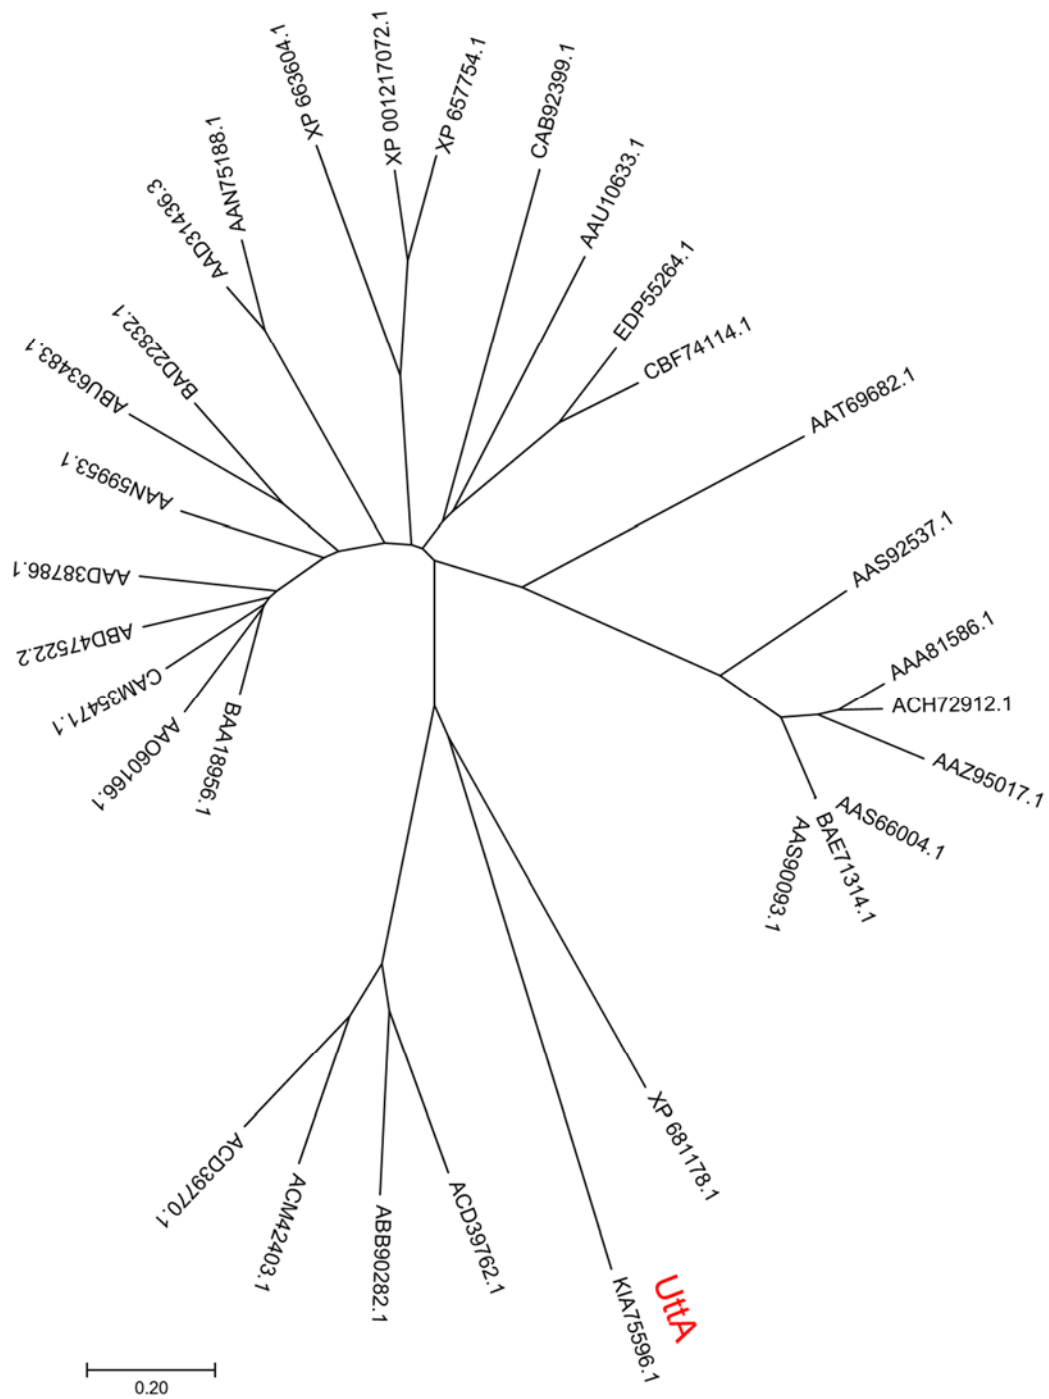 XP 663604.1
XP 001217072.1
XP 657754.1
CAB92399.1
AAU10633.1
EDP55264.1
CBF74114.1
AAT69682.1
AAS92537.1
AAA81586.1
ACH72912.1
AAZ95017.1
AAS66004.1
BAE71314.1
AAS90093.1
XP 681178.1
UttA
KIA75596.1
ACD39762.1
ABB90282.1
ACM42403.1
ACD39770.1
BAA18956.1
AAO60166.1
CAM35471.1
ABD47522.2
AAD38786.1
AAN59953.1
ABU63483.1
BAD22832.1
AAD31436.3
AAN75188.1
0.20